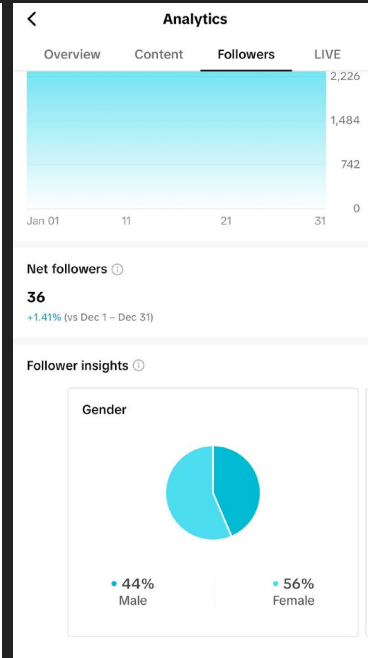 Analytics
Overview Content Followers LIVE
2,226
1,484
742
0
Jan 01 11 21 31
Net followers
36
+1.41% (vs Dec 1 – Dec 31)
Follower insights
Gender
44% 56%
Male Female